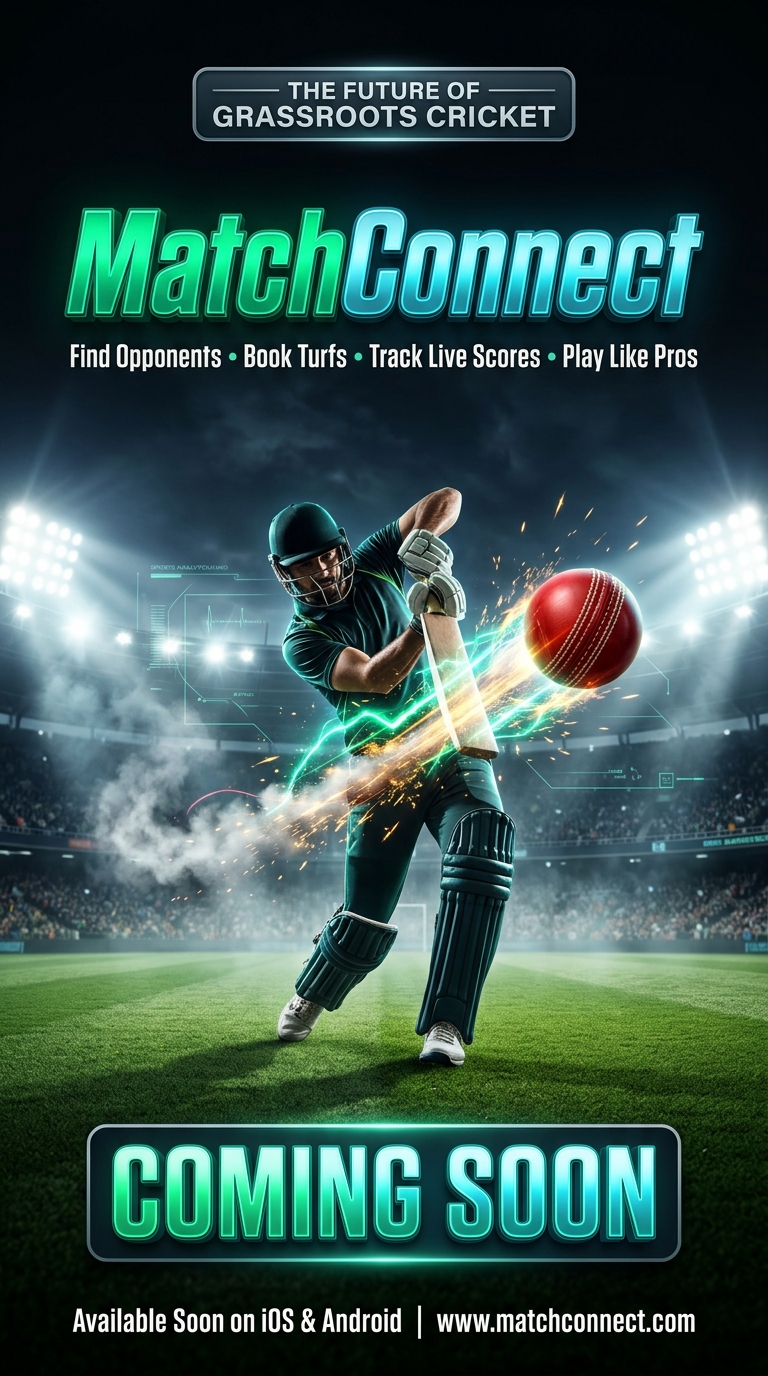 THE FUTURE OF
GRASSROOTS CRICKET
MatchConnect
Find Opponents • Book Turfs • Track Live Scores • Play Like Pros
COMING SOON
Available Soon on iOS & Android | www.matchconnect.com